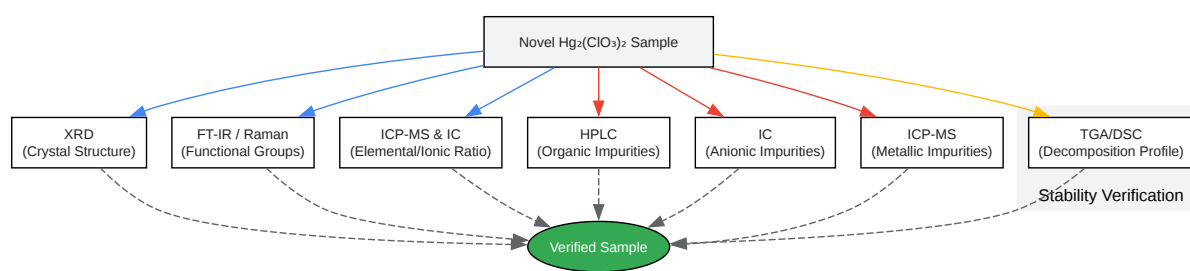 Novel Hg₂(ClO₃)₂ Sample
XRD
(Crystal Structure)
FT-IR / Raman
(Functional Groups)
ICP-MS & IC
(Elemental/Ionic Ratio)
HPLC
(Organic Impurities)
IC
(Anionic Impurities)
ICP-MS
(Metallic Impurities)
TGA/DSC
(Decomposition Profile)
Stability Verification
Verified Sample